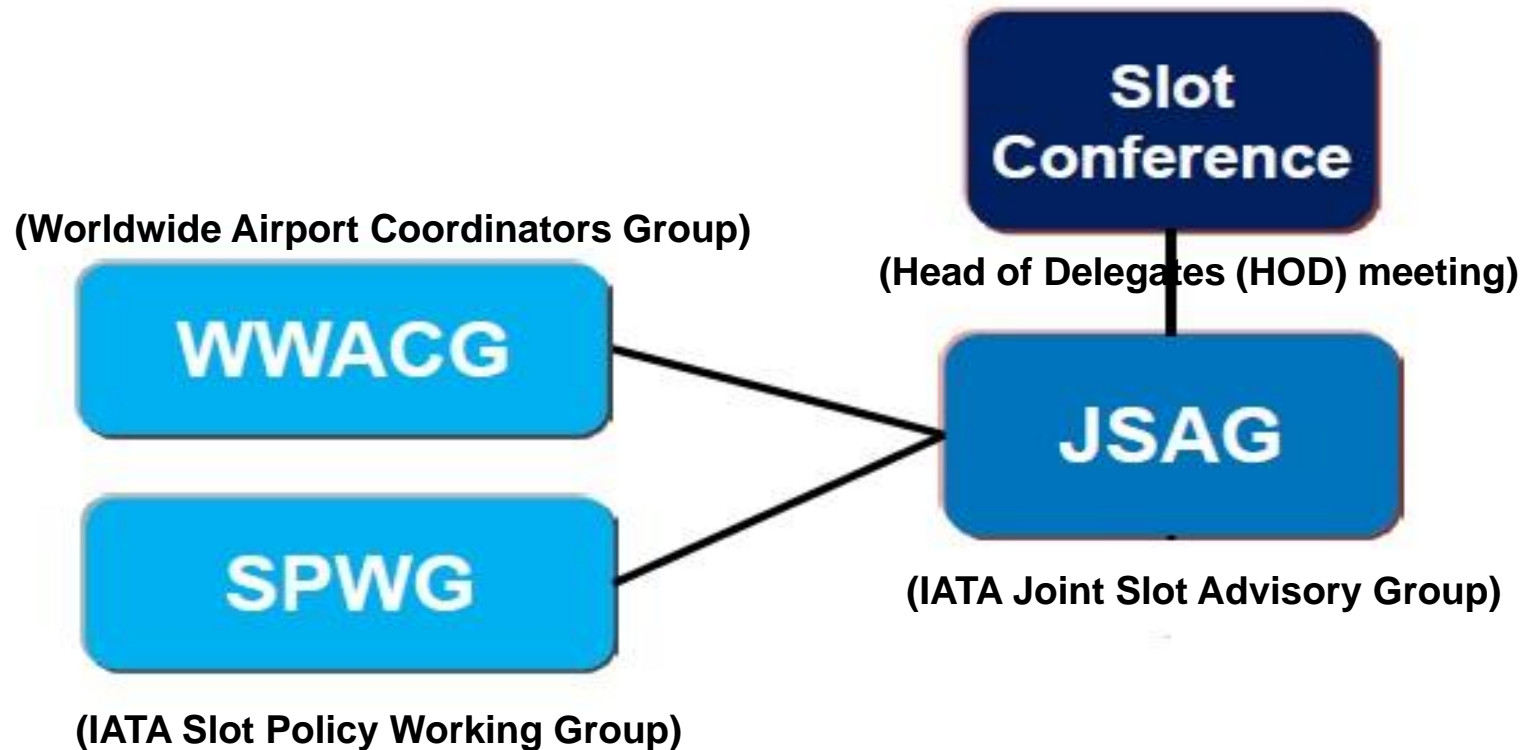 Slot
Conference
(Worldwide Airport Coordinators Group)
(Head of Delegates (HOD) meeting)
WWACG
JSAG
SPWG
(IATA Joint Slot Advisory Group)
(IATA Slot Policy Working Group)